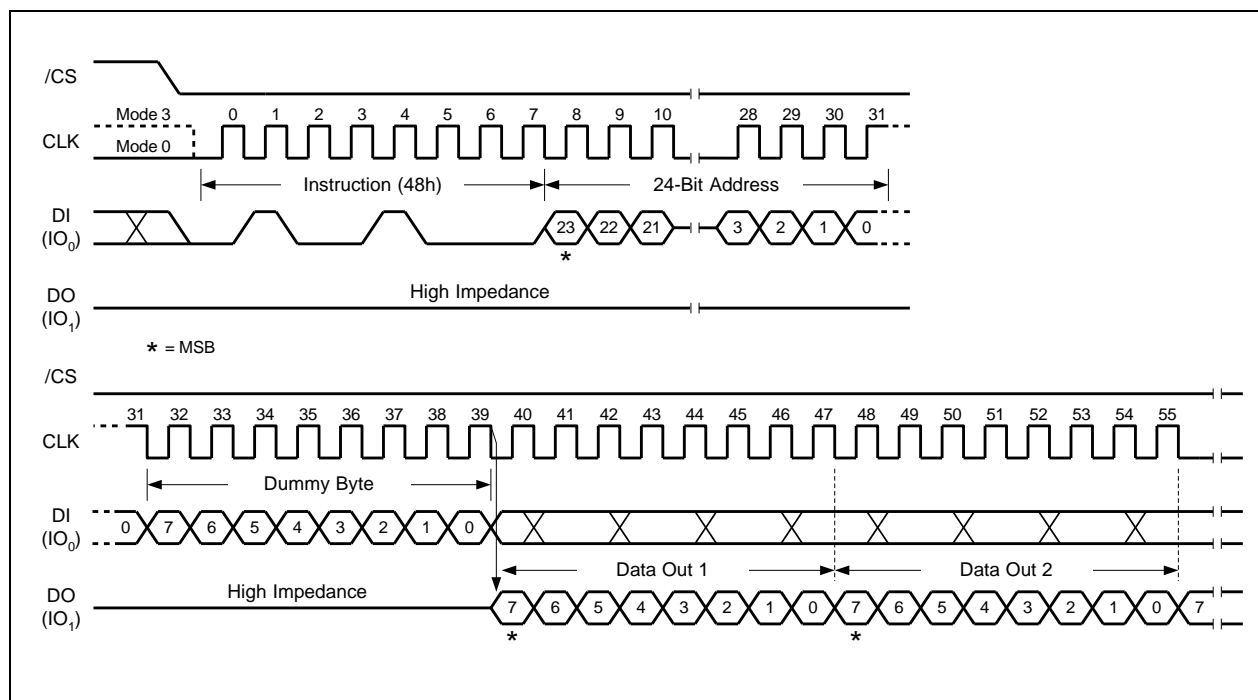 /CS
Mode 3 0 1 2 3 4 5 6 7 8 9 10 28 29 30 31
CLK
Mode 0
Instruction (48h) 24-Bit Address
DI
(IO0) 23 22 21 3 2 1 0
*
DO High Impedance
(IO1)
* = MSB
/CS
31 32 33 34 35 36 37 38 39 40 41 42 43 44 45 46 47 48 49 50 51 52 53 54 55
CLK
Dummy Byte
DI
(IO0) 0 7 6 5 4 3 2 1 0
Data Out 1 Data Out 2
DO High Impedance
(IO1) 7 6 5 4 3 2 1 0 7 6 5 4 3 2 1 0 7
* *